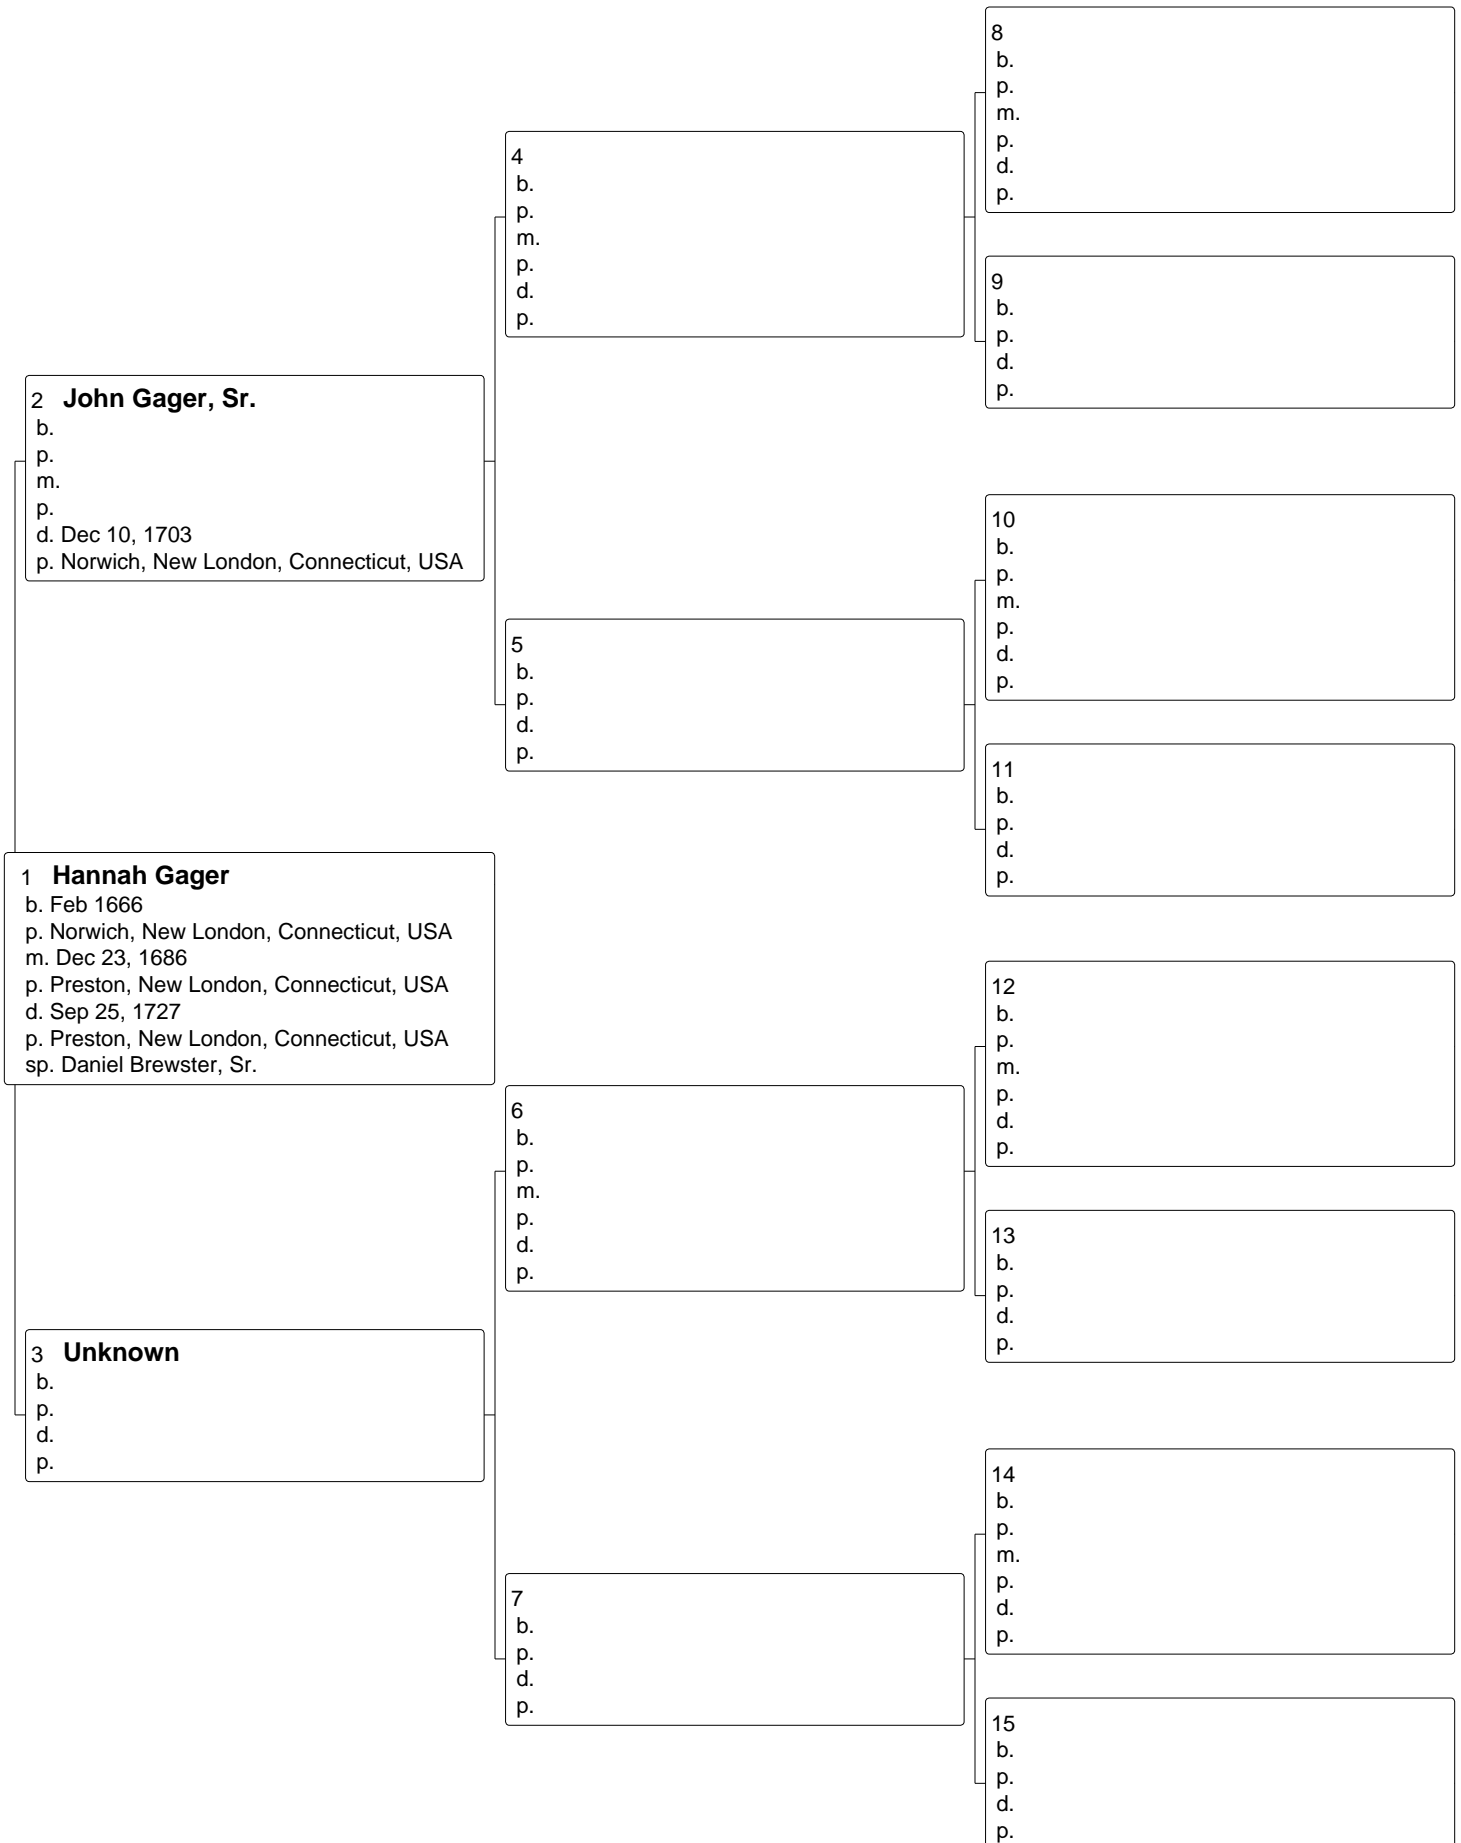 8
b.
p.
m.
p.
d.
p.
4
b.
p.
m.
p.
d.
p.
9
b.
p.
d.
p.
2 John Gager, Sr.
b.
p.
m.
p.
d. Dec 10, 1703
p. Norwich, New London, Connecticut, USA
10
b.
p.
m.
p.
d.
p.
5
b.
p.
d.
p.
11
b.
p.
d.
p.
1 Hannah Gager
b. Feb 1666
p. Norwich, New London, Connecticut, USA
m. Dec 23, 1686
p. Preston, New London, Connecticut, USA
d. Sep 25, 1727
p. Preston, New London, Connecticut, USA
sp. Daniel Brewster, Sr.
12
b.
p.
m.
p.
d.
p.
6
b.
p.
m.
p.
d.
p.
13
b.
p.
d.
p.
3 Unknown
b.
p.
d.
p.
14
b.
p.
m.
p.
d.
p.
7
b.
p.
d.
p.
15
b.
p.
d.
p.